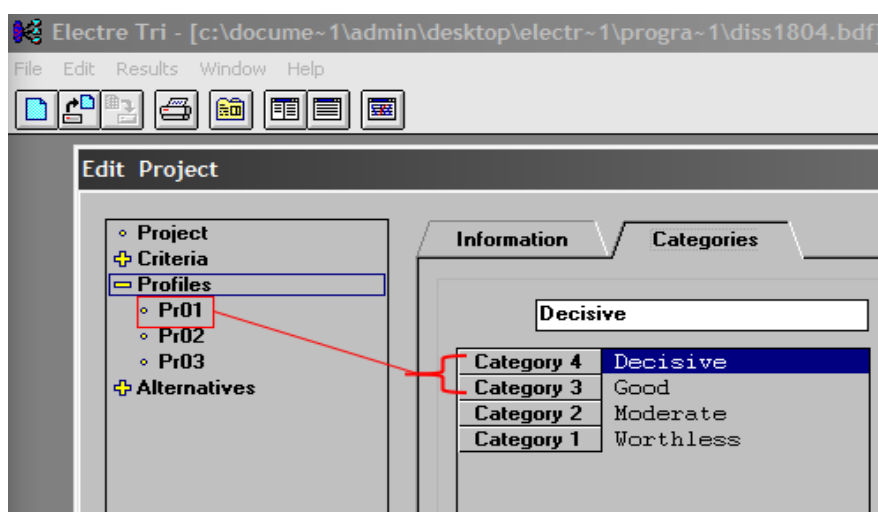 Electre Tri - [c:\docume~1\admin\desktop\electr~1\progra~1\diss1804.bdf]
File Edit Results Window Help
Edit Project
Project
Criteria
Profiles
Pr01
Pr02
Pr03
Alternatives
Information Categories
Decisive
Category 4 Decisive
Category 3 Good
Category 2 Moderate
Category 1 Worthless